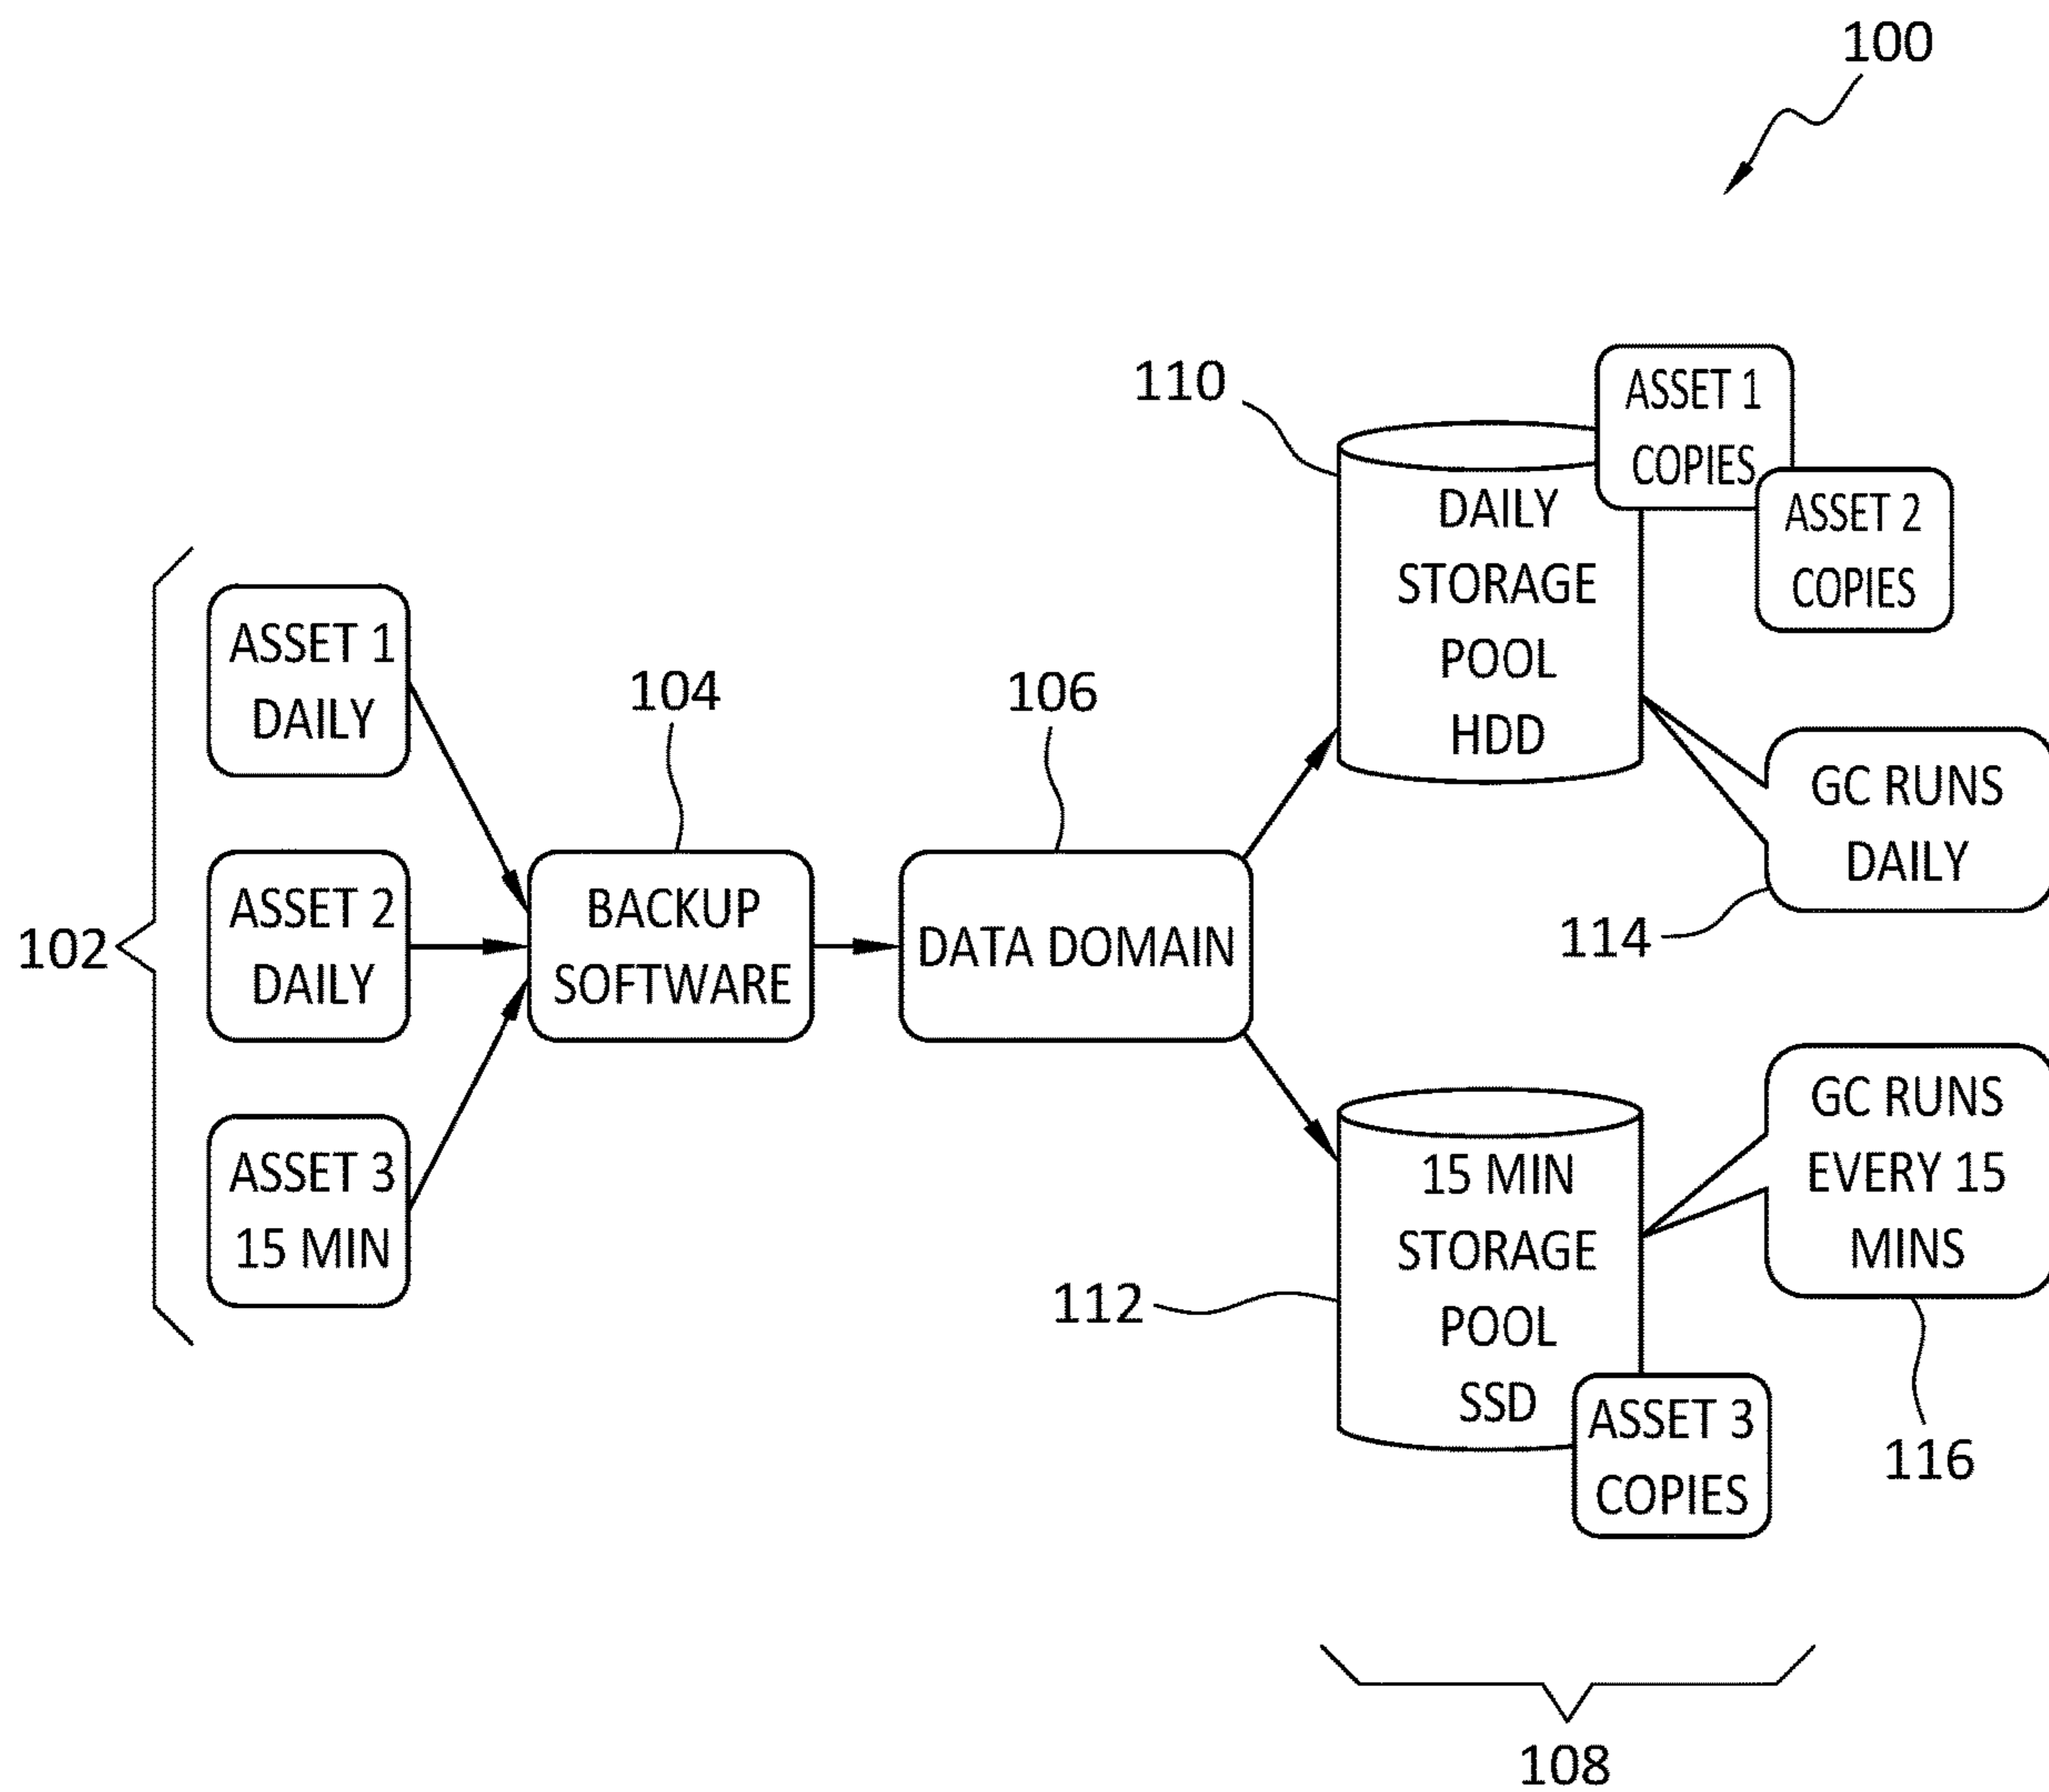 100
110
ASSET 1
COPIES
ASSET 2
COPIES
DAILY
STORAGE
POOL
HDD
GC RUNS
DAILY
114
102
ASSET 1
DAILY
ASSET 2
DAILY
ASSET 3
15 MIN
104
BACKUP
SOFTWARE
106
DATA DOMAIN
112
15 MIN
STORAGE
POOL
SSD
GC RUNS
EVERY 15
MINS
116
ASSET 3
COPIES
108